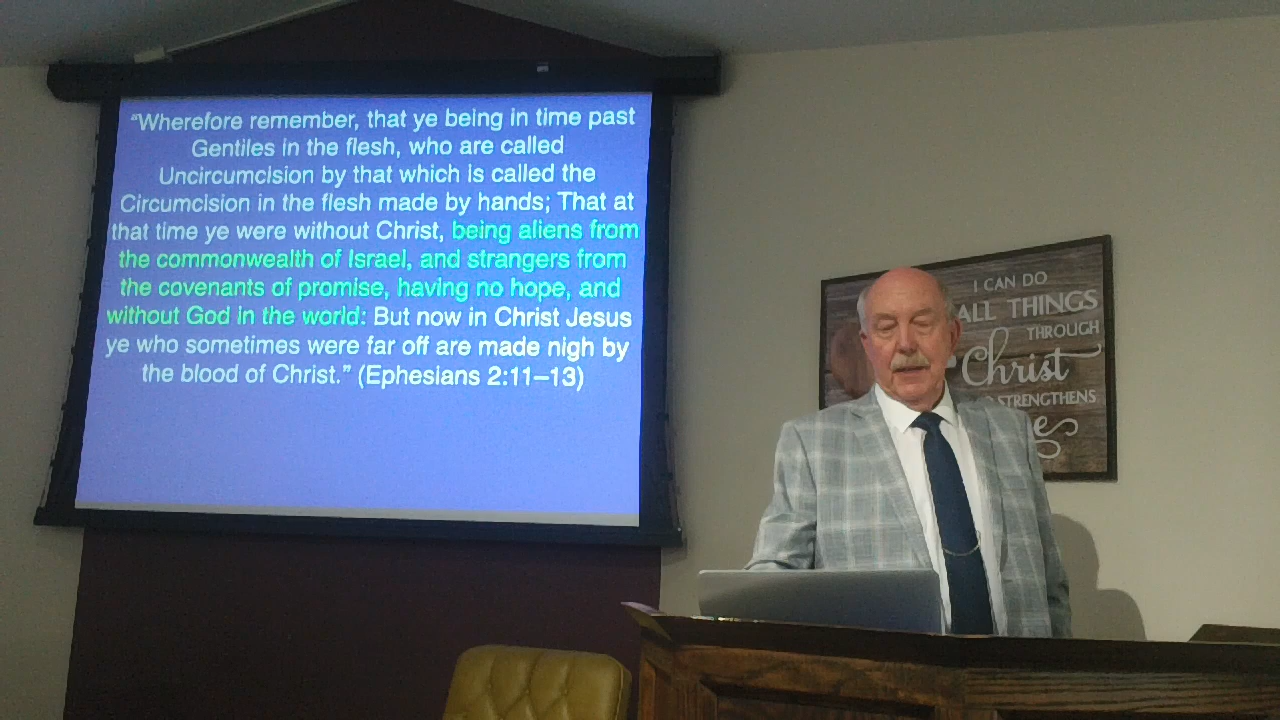 “Wherefore remember, that ye being in time past
Gentiles in the flesh, who are called
Uncircumcision by that which is called the
Circumcision in the flesh made by hands; That at
that time ye were without Christ, being aliens from
the commonwealth of Israel, and strangers from
the covenants of promise, having no hope, and
without God in the world: But now in Christ Jesus
ye who sometimes were far off are made nigh by
the blood of Christ.” (Ephesians 2:11–13)
I CAN DO
ALL THINGS
THROUGH
Christ
STRENGTHENS